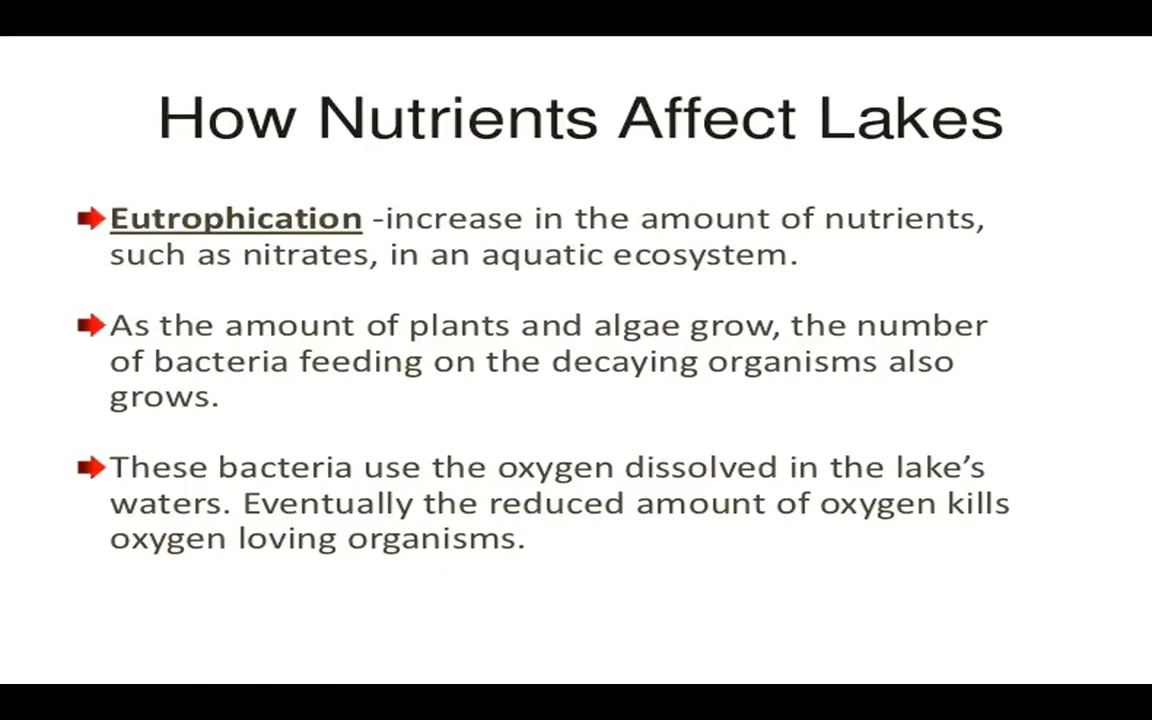 How Nutrients Affect Lakes
Eutrophication -increase in the amount of nutrients,
such as nitrates, in an aquatic ecosystem.
As the amount of plants and algae grow, the number
of bacteria feeding on the decaying organisms also
grows.
These bacteria use the oxygen dissolved in the lake’s
waters. Eventually the reduced amount of oxygen kills
oxygen loving organisms.